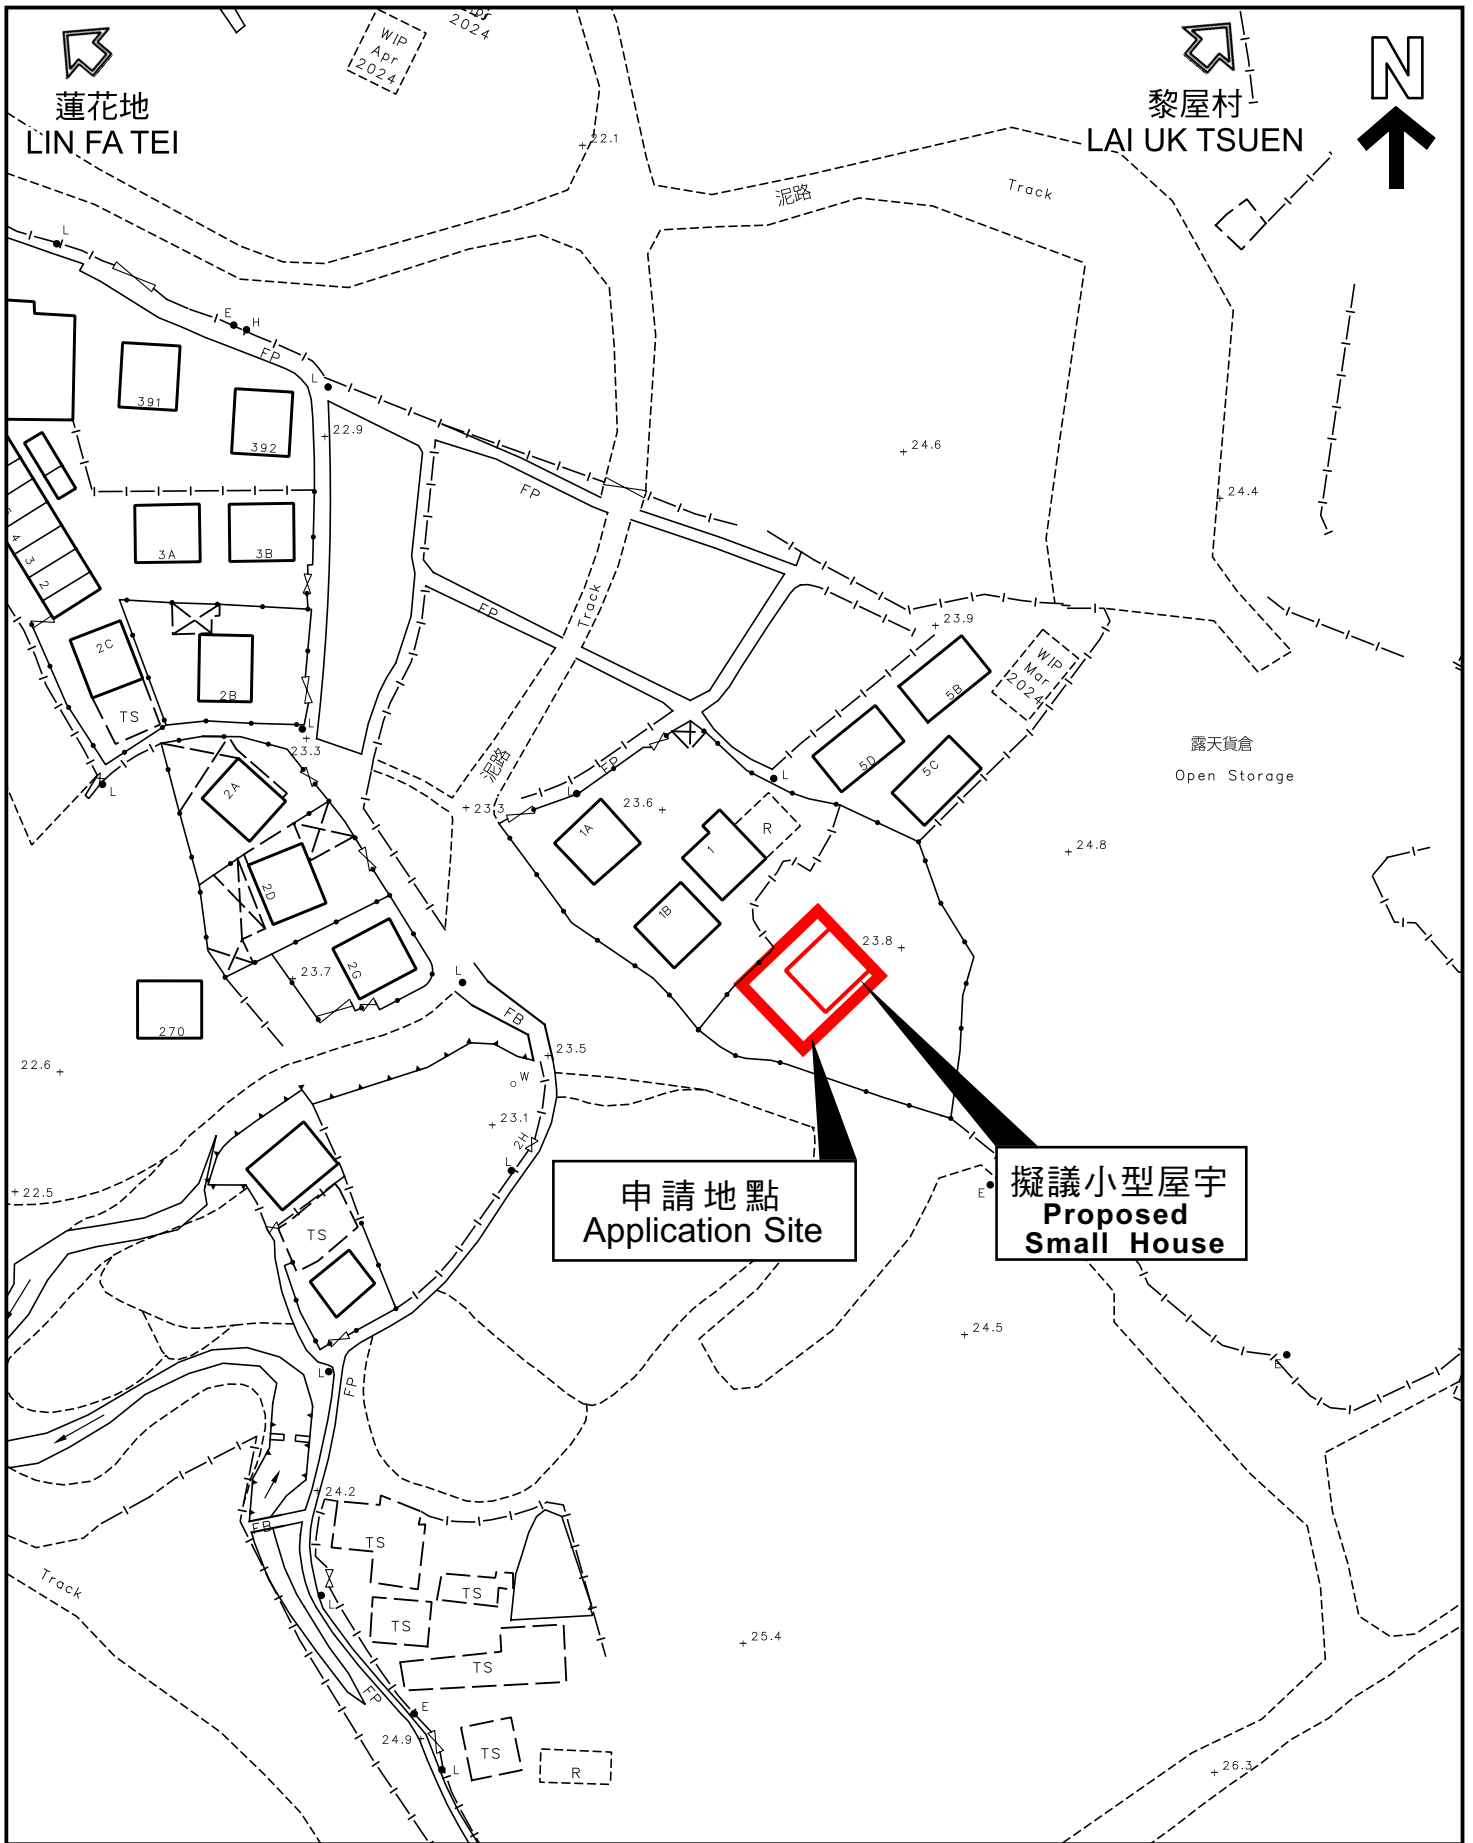 2024
WIP
Apr
2024
蓮花地
LIN FA TEI
黎屋村
LAI UK TSUEN
N
22.1
泥路
Track
L
E
H
FP
L
391
392
22.9
24.6
FP
24.4
3A
3B
4
3
2
FP
Track
23.9
2C
2B
TS
L
23.3
WIP
Mar
2024
5B
5D
5C
露天貨倉
Open Storage
泥路
FP
L
L
L
2A
23.3
23.6
1A
1
R
24.8
2D
1B
2G
23.7
23.8
L
270
FB
22.6
23.5
W
23.1
2H
L
22.5
申請地點
Application Site
E
擬議小型屋宇
Proposed
Small House
TS
24.5
E
L
FP
24.2
FB
TS
Track
TS
L
TS
25.4
TS
FP
E
24.9
TS
R
L
26.3